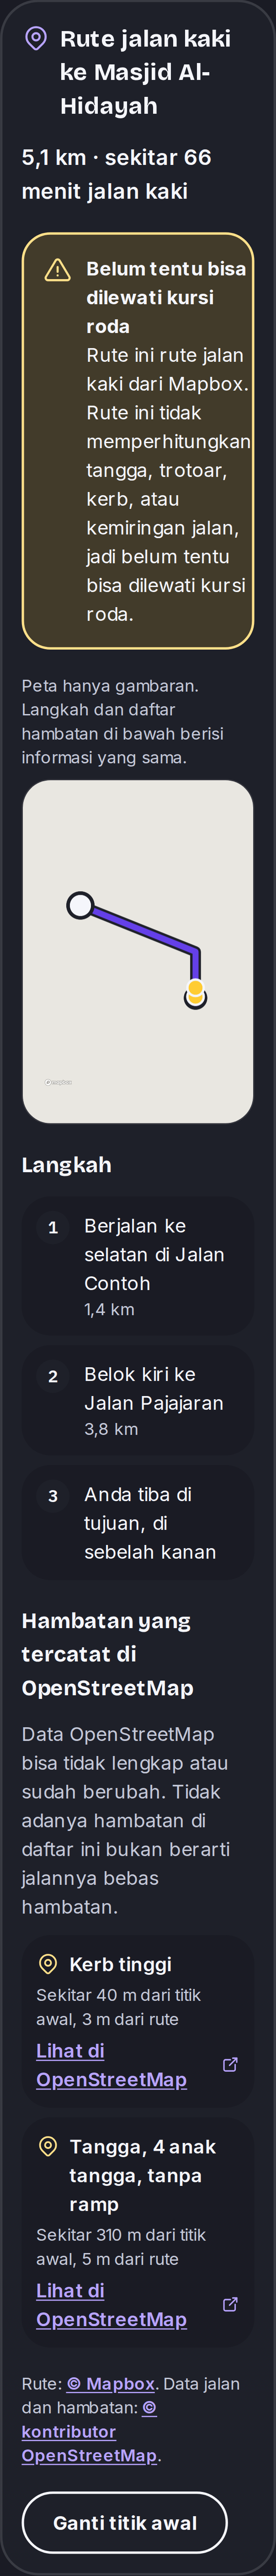 Rute jalan kaki
ke Masjid Al-
Hidayah
5,1 km · sekitar 66
menit jalan kaki
Belum tentu bisa
dilewati kursi
roda
Rute ini rute jalan
kaki dari Mapbox.
Rute ini tidak
memperhitungkan
tangga, trotoar,
kerb, atau
kemiringan jalan,
jadi belum tentu
bisa dilewati kursi
roda.
Peta hanya gambaran.
Langkah dan daftar
hambatan di bawah berisi
informasi yang sama.
mapbox
Langkah
1
Berjalan ke
selatan di Jalan
Contoh
1,4 km
2
Belok kiri ke
Jalan Pajajaran
3,8 km
3
Anda tiba di
tujuan, di
sebelah kanan
Hambatan yang
tercatat di
OpenStreetMap
Data OpenStreetMap
bisa tidak lengkap atau
sudah berubah. Tidak
adanya hambatan di
daftar ini bukan berarti
jalannya bebas
hambatan.
Kerb tinggi
Sekitar 40 m dari titik
awal, 3 m dari rute
Lihat di
OpenStreetMap
Tangga, 4 anak
tangga, tanpa
ramp
Sekitar 310 m dari titik
awal, 5 m dari rute
Lihat di
OpenStreetMap
Rute: © Mapbox. Data jalan
dan hambatan: ©
kontributor
OpenStreetMap.
Ganti titik awal